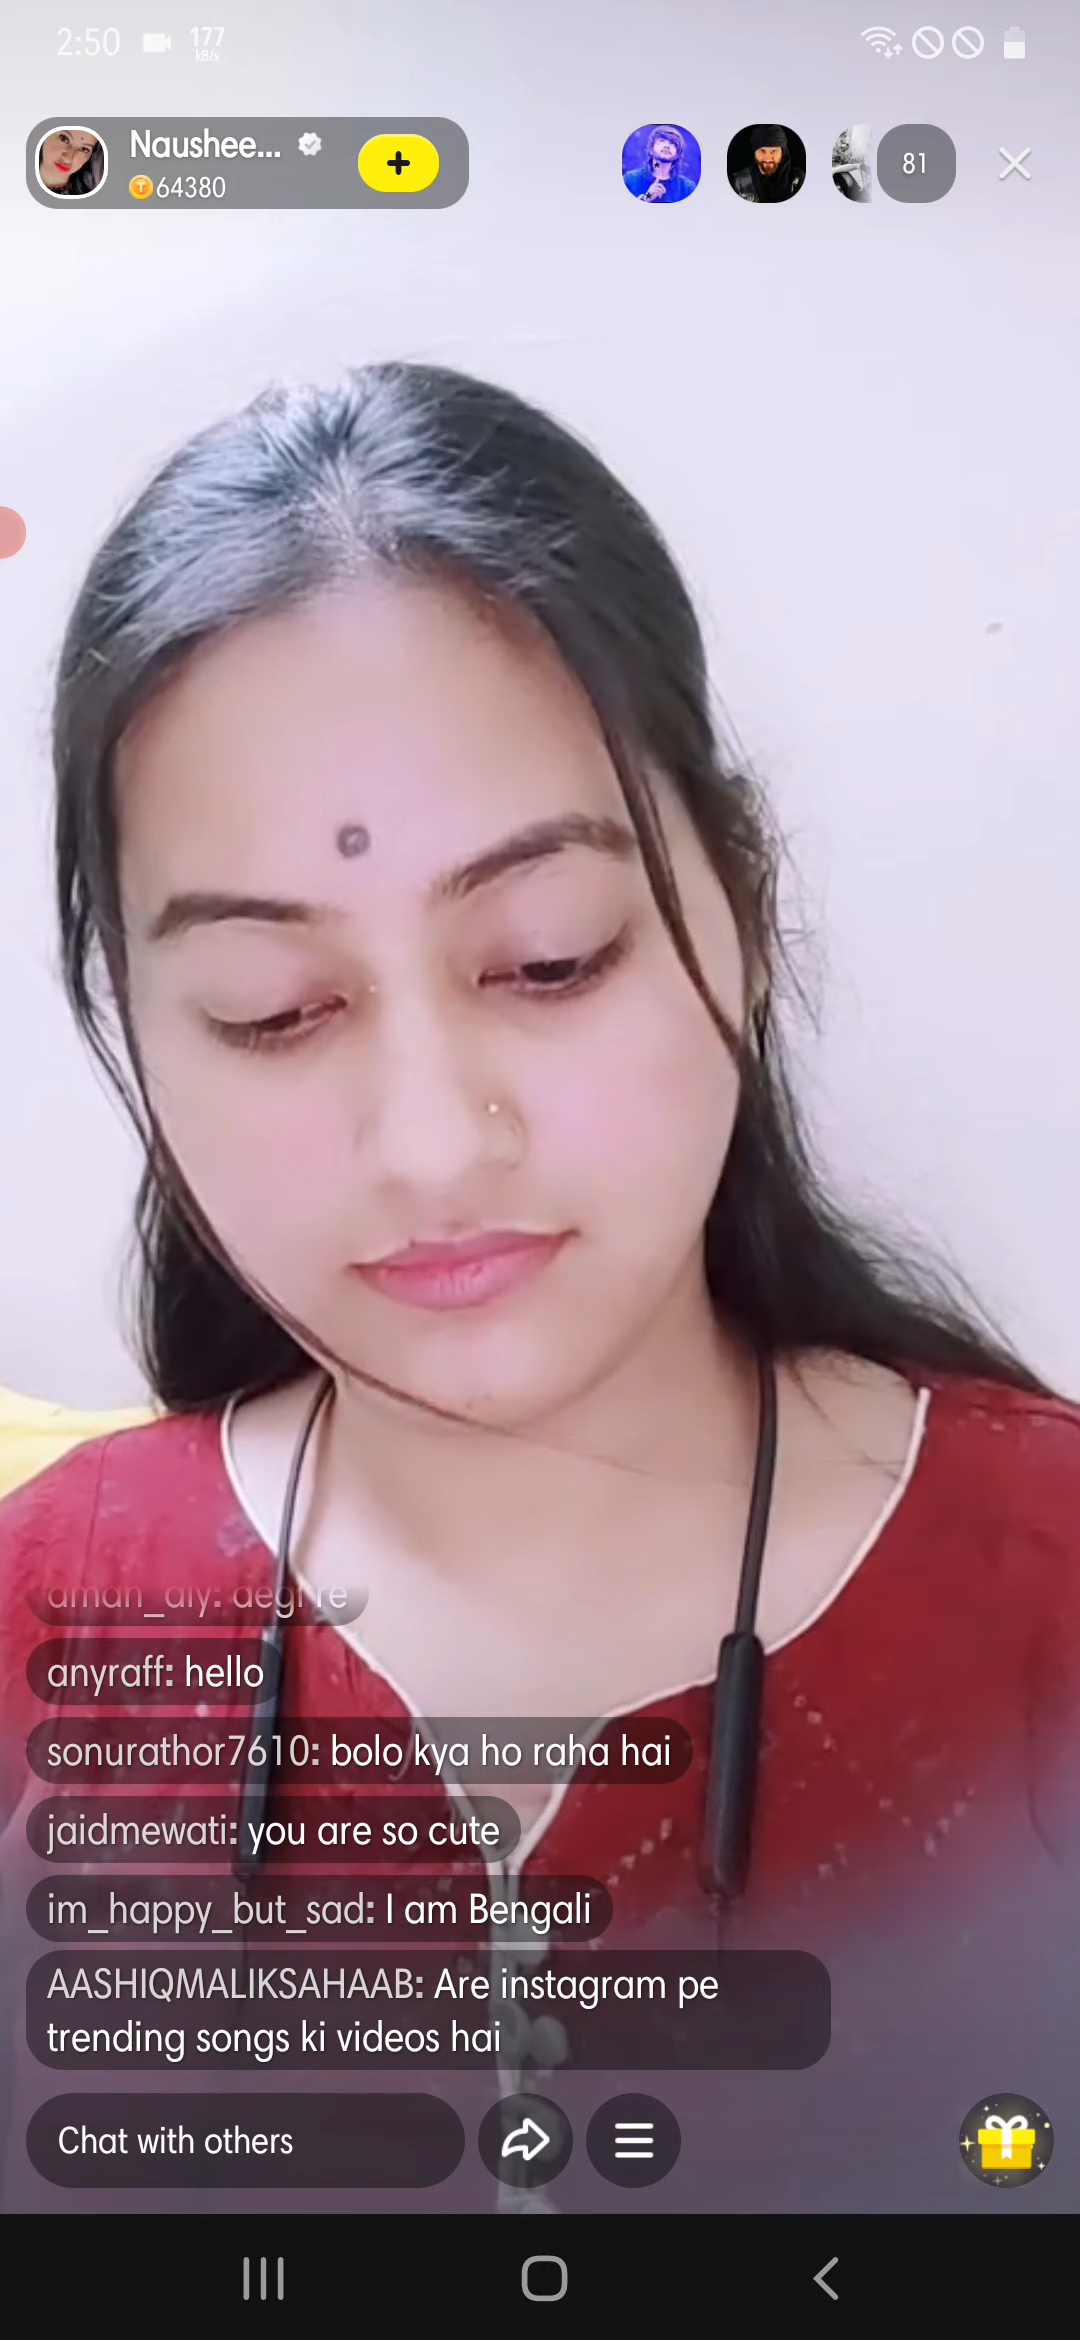 2:50
177
kB/s
Naushee...
64380
81
anyraff: hello
sonurathor7610: bolo kya ho raha hai
jaidmewati: you are so cute
im_happy_but_sad: I am Bengali
AASHIQMALIKSAHAAB: Are instagram pe
trending songs ki videos hai
Chat with others